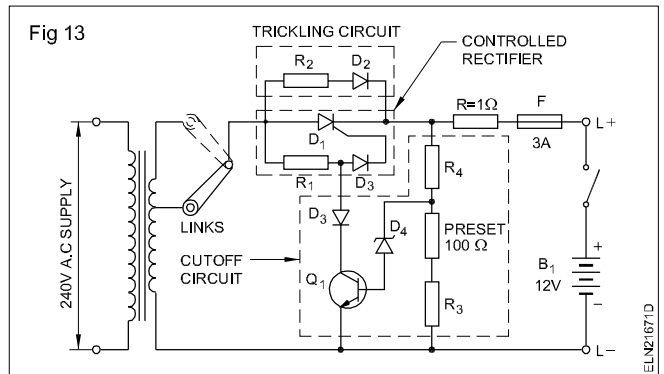 Fig 13
TRICKLING CIRCUIT
CONTROLLED
RECTIFIER
R2
D2
D1
R1
D3
R=1Ω
F
3A
L+
R4
D3
D4
PRESET
100 Ω
LINKS
CUTOFF
CIRCUIT
Q1
R3
B1
12V
+
−
240V A.C SUPPLY
L−
ELN21671D